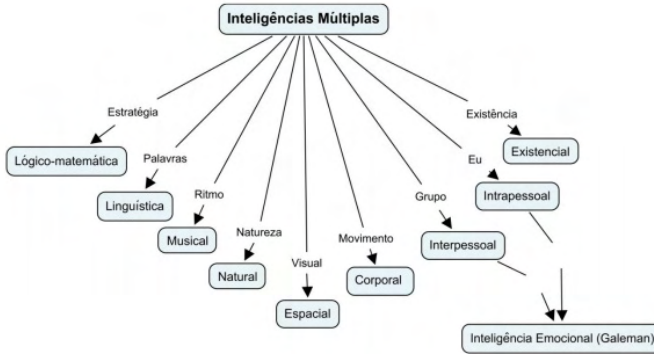 Inteligências Múltiplas
Estratégia
Existência
Lógico-matemática
Palavras
Eu
Existencial
Linguística
Ritmo
Grupo
Intrapessoal
Musical
Natureza
Movimento
Interpessoal
Natural
Visual
Corporal
Espacial
Inteligência Emocional (Galeman)